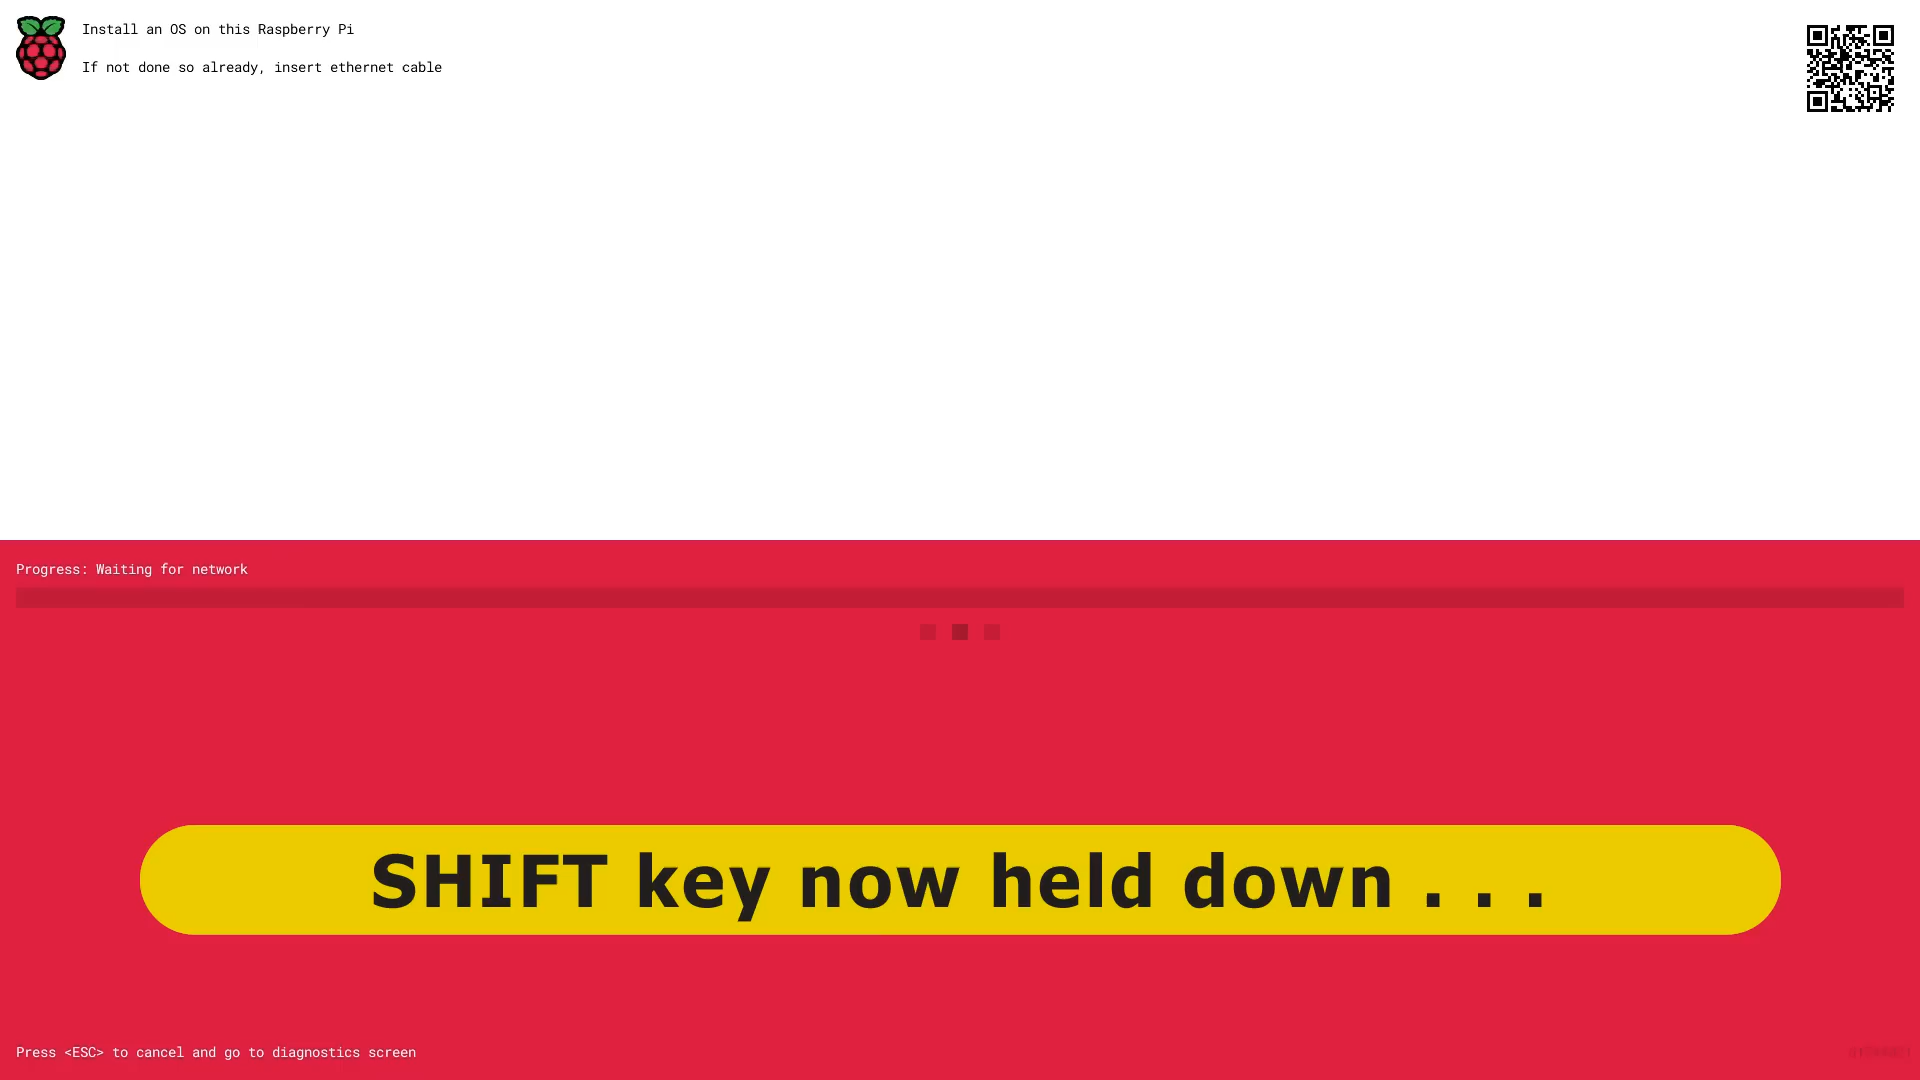 Install an OS on this Raspberry Pi
If not done so already, insert ethernet cable
Progress: Waiting for network
SHIFT key now held down . . .
Press <ESC> to cancel and go to diagnostics screen